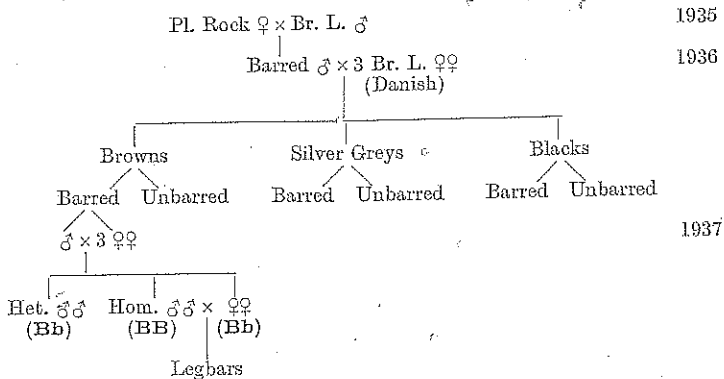 Pl. Rock ♀ × Br. L. ♂ 1935
Barred ♂ × 3 Br. L. ♀♀ 1936
(Danish)
Browns Silver Greys Blacks
Barred Unbarred Barred Unbarred Barred Unbarred
♂ × 3 ♀♀ 1937
Het. ♂♂ Hom. ♂♂ × ♀♀
(Bb) (BB) (Bb)
Legbars